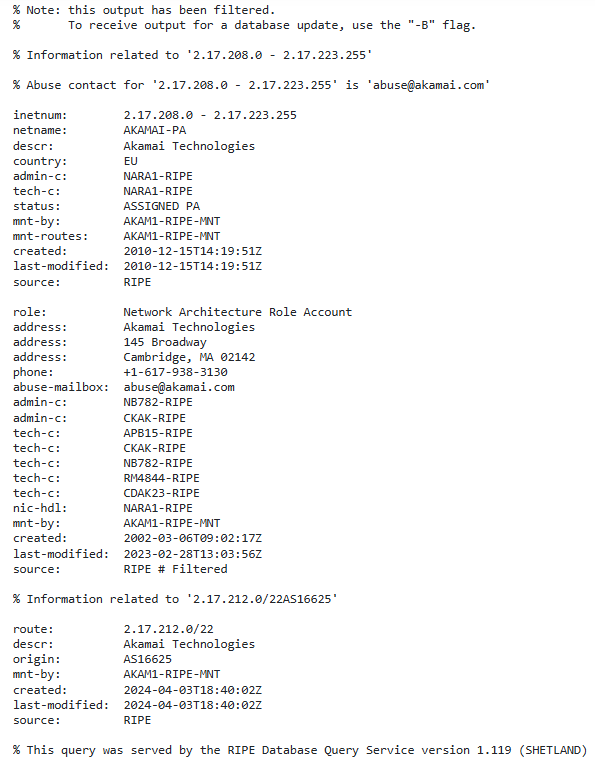 % Note: this output has been filtered.
%       To receive output for a database update, use the "-B" flag.

% Information related to '2.17.208.0 - 2.17.223.255'

% Abuse contact for '2.17.208.0 - 2.17.223.255' is 'abuse@akamai.com'

inetnum:        2.17.208.0 - 2.17.223.255
netname:        AKAMAI-PA
descr:          Akamai Technologies
country:        EU
admin-c:        NARA1-RIPE
tech-c:         NARA1-RIPE
status:         ASSIGNED PA
mnt-by:         AKAM1-RIPE-MNT
mnt-routes:     AKAM1-RIPE-MNT
created:        2010-12-15T14:19:51Z
last-modified:  2010-12-15T14:19:51Z
source:         RIPE

role:           Network Architecture Role Account
address:        Akamai Technologies
address:        145 Broadway
address:        Cambridge, MA 02142
phone:          +1-617-938-3130
abuse-mailbox:  abuse@akamai.com
admin-c:        NB782-RIPE
admin-c:        CKAK-RIPE
tech-c:         APB15-RIPE
tech-c:         CKAK-RIPE
tech-c:         NB782-RIPE
tech-c:         RM4844-RIPE
tech-c:         CDAK23-RIPE
nic-hdl:        NARA1-RIPE
mnt-by:         AKAM1-RIPE-MNT
created:        2002-03-06T09:02:17Z
last-modified:  2023-02-28T13:03:56Z
source:         RIPE # Filtered

% Information related to '2.17.212.0/22AS16625'

route:          2.17.212.0/22
descr:          Akamai Technologies
origin:         AS16625
mnt-by:         AKAM1-RIPE-MNT
created:        2024-04-03T18:40:02Z
last-modified:  2024-04-03T18:40:02Z
source:         RIPE

% This query was served by the RIPE Database Query Service version 1.119 (SHETLAND)